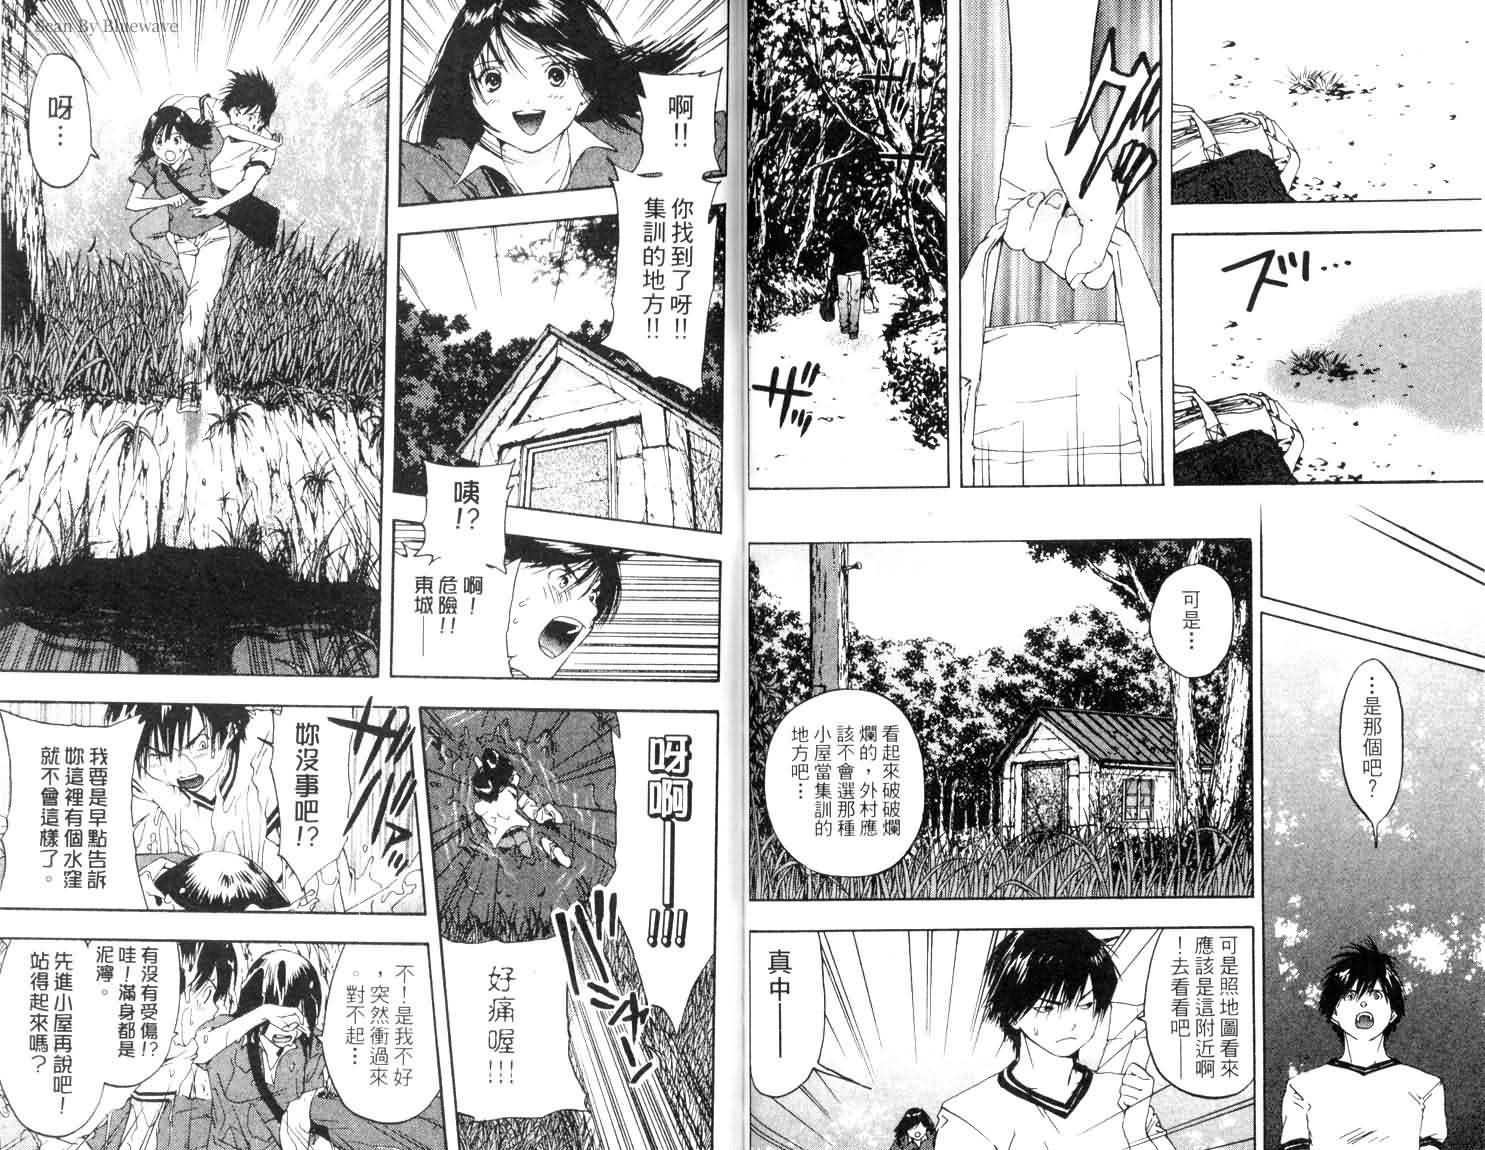 Scan By Bluewave
グッ
ズ…
ザッ
…是那個吧？
可是…
看起來破破爛
爛的，外村應
該不會選那種
小屋當集訓的
地方吧…
可是照地圖看來
應該是這附近啊
！去看看吧——
真中——
啊!!
你找到了呀!!
集訓的地方!!
咦!?
啊！
危險!!
東城——
呀…
呀啊——!!!
好痛喔!!!
妳沒事吧!?
我要是早點告訴
妳這裡有個水窪
就不會這樣了。
不！是我不好
，突然衝過來
。對不起…
有沒有受傷!?
哇！滿身都是
泥濘。
先進小屋再說吧！
站得起來嗎？